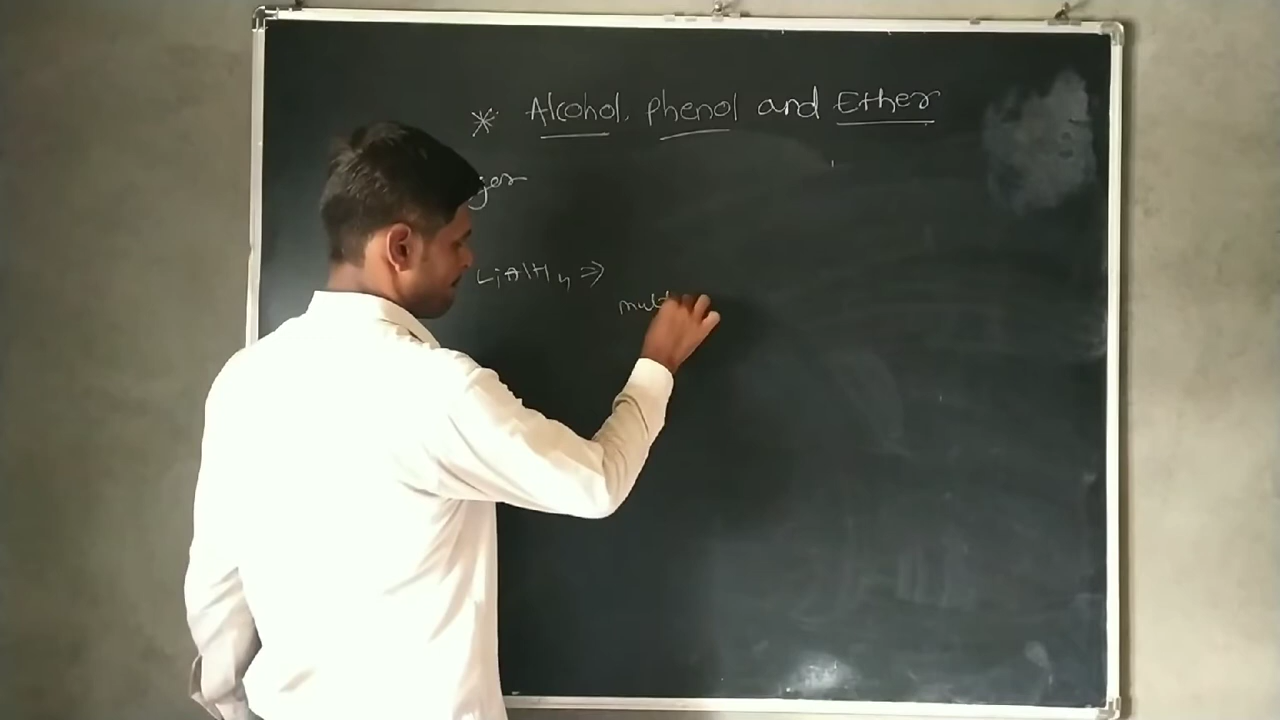 * Alcohol, phenol and Ether
LiAlH4 ⇒